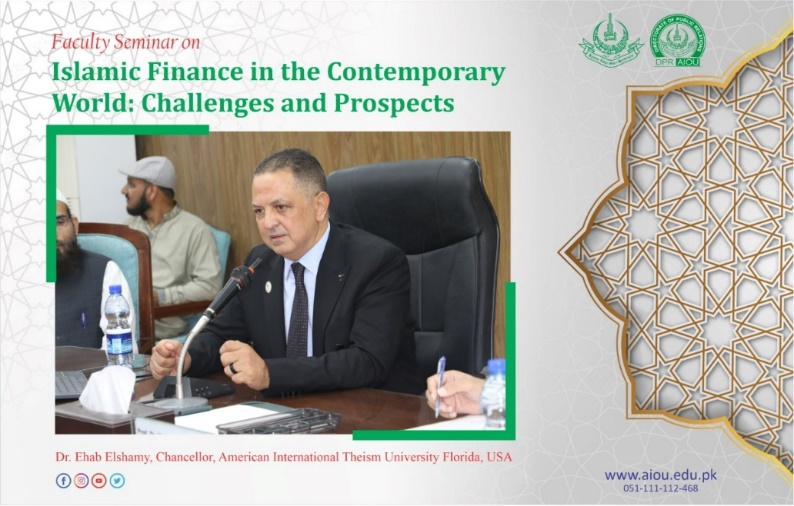 Faculty Seminar on
Islamic Finance in the Contemporary
World: Challenges and Prospects
DIRECTORATE OF PUBLIC RELATIONS
DPR AIOU
Dr. Ehab Elshamy, Chancellor, American International Theism University Florida, USA
www.aiou.edu.pk
051-111-112-468